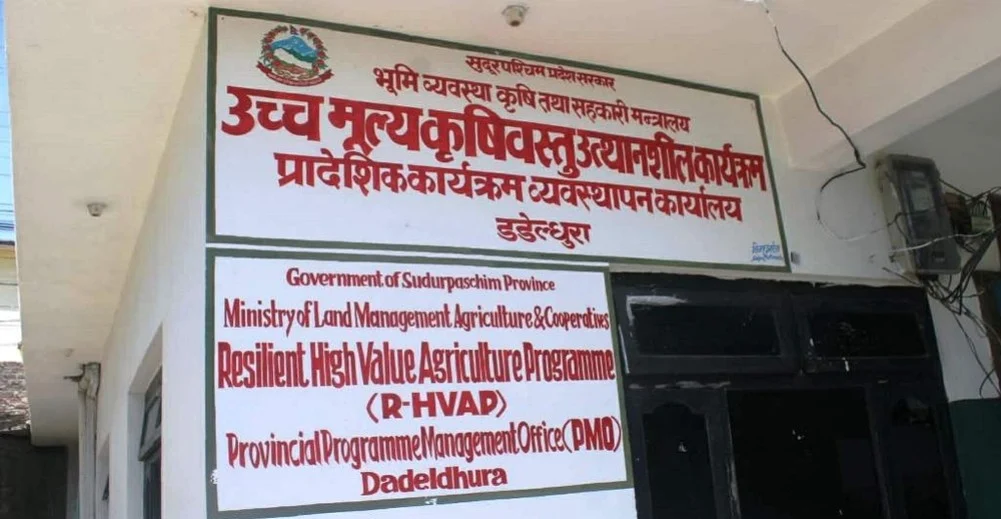 सुदूरपश्चिम प्रदेश सरकार
भूमि व्यवस्था कृषि तथा सहकारी मन्त्रालय
उच्च मूल्य कृषि वस्तु उत्थानशील कार्यक्रम
प्रादेशिक कार्यक्रम व्यवस्थापन कार्यालय
डडेल्धुरा
Government of Sudurpaschim Province
Ministry of Land Management Agriculture & Cooperatives
Resilient High Value Agriculture Programme
(R-HVAP)
Provincial Programme Management Office (PMO)
Dadeldhura